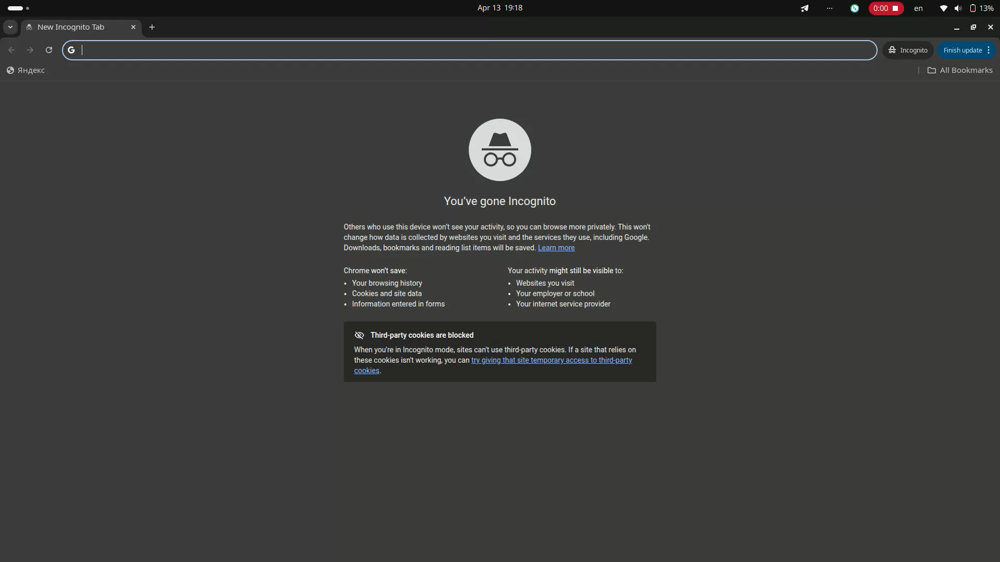 Apr 13 19:18
0:00
en
13%
New Incognito Tab
Incognito
Finish update
Яндекс
All Bookmarks
You’ve gone Incognito
Others who use this device won’t see your activity, so you can browse more privately. This won't
change how data is collected by websites you visit and the services they use, including Google.
Downloads, bookmarks and reading list items will be saved. Learn more
Chrome won’t save:
Your browsing history
Cookies and site data
Information entered in forms
Your activity might still be visible to:
Websites you visit
Your employer or school
Your internet service provider
Third-party cookies are blocked
When you're in Incognito mode, sites can't use third-party cookies. If a site that relies on
these cookies isn't working, you can try giving that site temporary access to third-party
cookies.